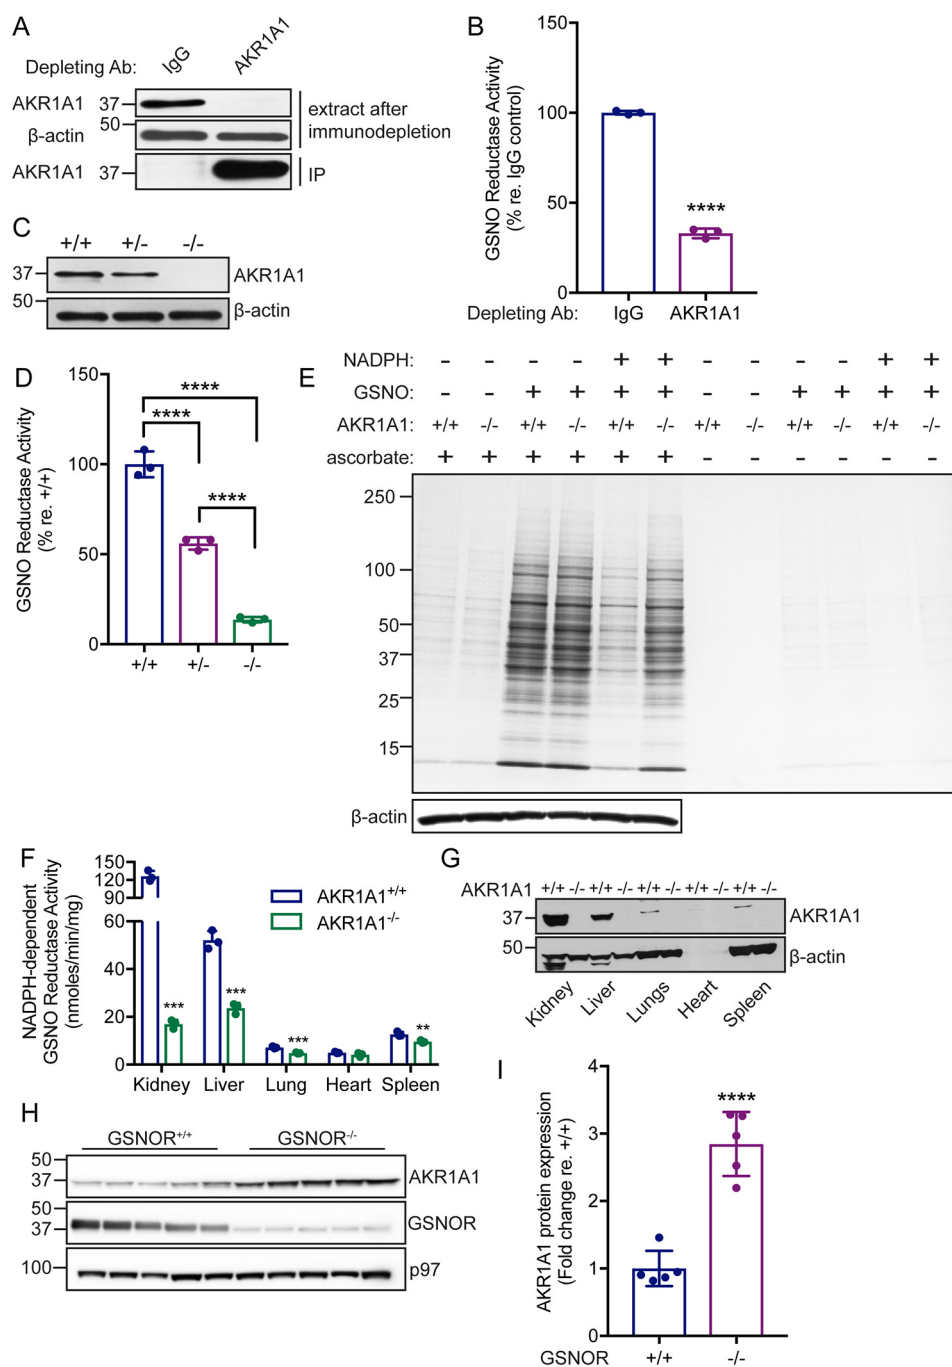 A
Depleting Ab: IgG AKR1A1
AKR1A1 37
50
β-actin
extract after
immunodepletion
AKR1A1 37
IP
B
GSNO Reductase Activity
(% re. IgG control)
150
100
50
0
****
Depleting Ab: IgG AKR1A1
C
+/+ +/- -/-
37 AKR1A1
50
β-actin
D
GSNO Reductase Activity
(% re. +/+)
150
100
50
0
****
****
****
+/+ +/- -/-
E
NADPH: - - - - + + - - - - + +
GSNO: - - + + + + - - + + + +
AKR1A1: +/+ -/- +/+ -/- +/+ -/- +/+ -/- +/+ -/- +/+ -/-
ascorbate: + + + + + + - - - - - -
250
100
50
37
25
15
β-actin
F
NADPH-dependent
GSNO Reductase Activity
(nmoles/min/mg)
150
120
90
60
40
20
0
AKR1A1+/+
AKR1A1-/-
*** *** *** **
Kidney Liver Lung Heart Spleen
G
AKR1A1 +/+ -/- +/+ -/- +/+ -/- +/+ -/- +/+ -/-
37 AKR1A1
50
β-actin
Kidney Liver Lungs Heart Spleen
H
GSNOR+/+ GSNOR-/-
50
37 AKR1A1
50
37 GSNOR
100 p97
I
AKR1A1 protein expression
(Fold change re. +/+)
4
3
2
1
0
****
GSNOR +/+ -/-